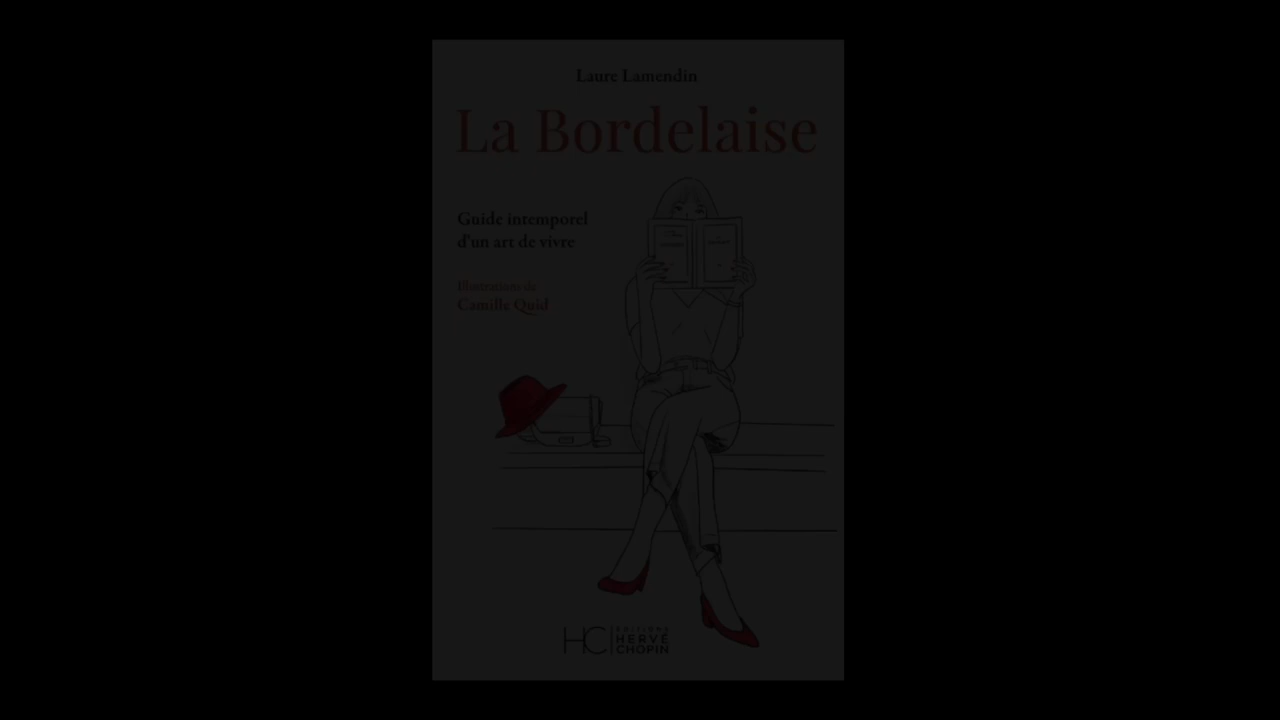 Laure Lamendin
La Bordelaise
Guide intemporel
d'un art de vivre
Illustrations de
Camille Quid
HC
ÉDITIONS
HERVÉ
CHOPIN